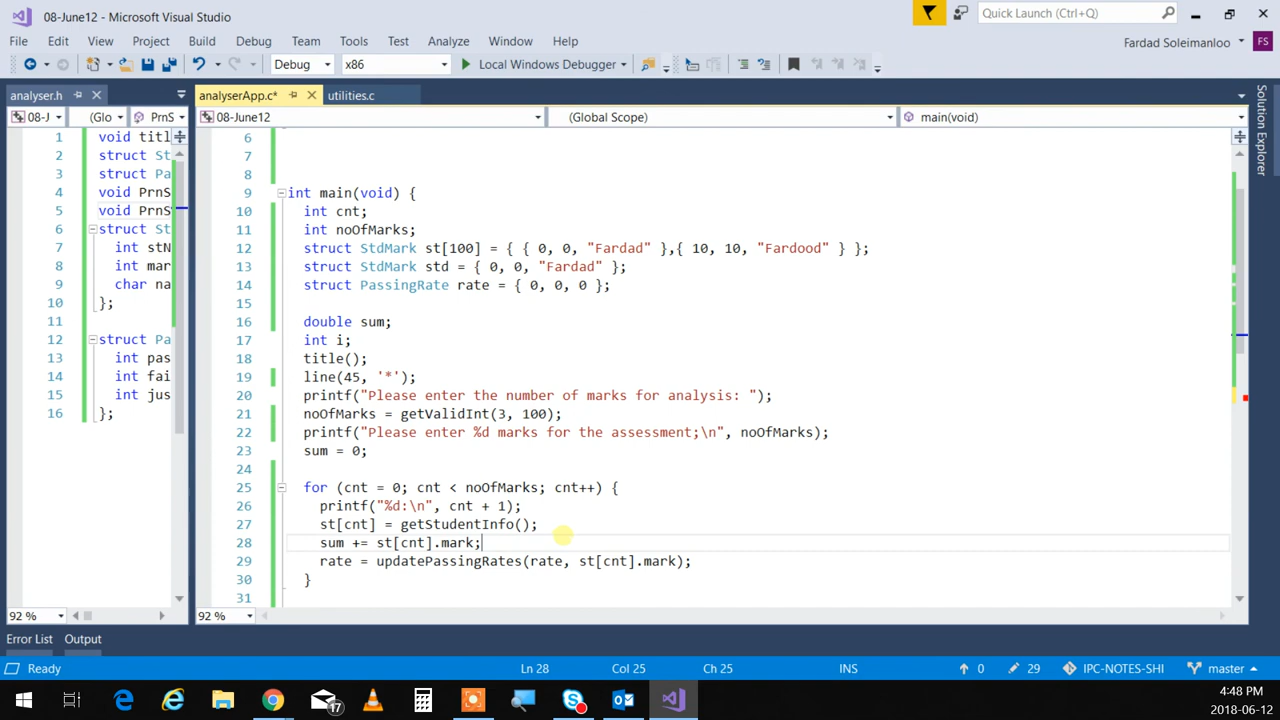 08-June12 - Microsoft Visual Studio
Quick Launch (Ctrl+Q)
File Edit View Project Build Debug Team Tools Test Analyze Window Help
Fardad Soleimanloo FS
Debug x86 Local Windows Debugger
analyser.h analyserApp.c* utilities.c
08-J (Glo PrnS 08-June12 (Global Scope) main(void)
1 void titl
2 struct St
3 struct Pa
4 void PrnS
5 void PrnS
6 struct St
7 int stN
8 int mar
9 char na
10 };
11
12 struct Pa
13 int pas
14 int fai
15 int jus
16 };
92 %
6
7
8
9 int main(void) {
10 int cnt;
11 int noOfMarks;
12 struct StdMark st[100] = { { 0, 0, "Fardad" },{ 10, 10, "Fardood" } };
13 struct StdMark std = { 0, 0, "Fardad" };
14 struct PassingRate rate = { 0, 0, 0 };
15
16 double sum;
17 int i;
18 title();
19 line(45, '*');
20 printf("Please enter the number of marks for analysis: ");
21 noOfMarks = getValidInt(3, 100);
22 printf("Please enter %d marks for the assessment;\n", noOfMarks);
23 sum = 0;
24
25 for (cnt = 0; cnt < noOfMarks; cnt++) {
26 printf("%d:\n", cnt + 1);
27 st[cnt] = getStudentInfo();
28 sum += st[cnt].mark;
29 rate = updatePassingRates(rate, st[cnt].mark);
30 }
31
92 %
Solution Explorer
Error List Output
Ready Ln 28 Col 25 Ch 25 INS 0 29 IPC-NOTES-SHI master
17
4:48 PM
2018-06-12